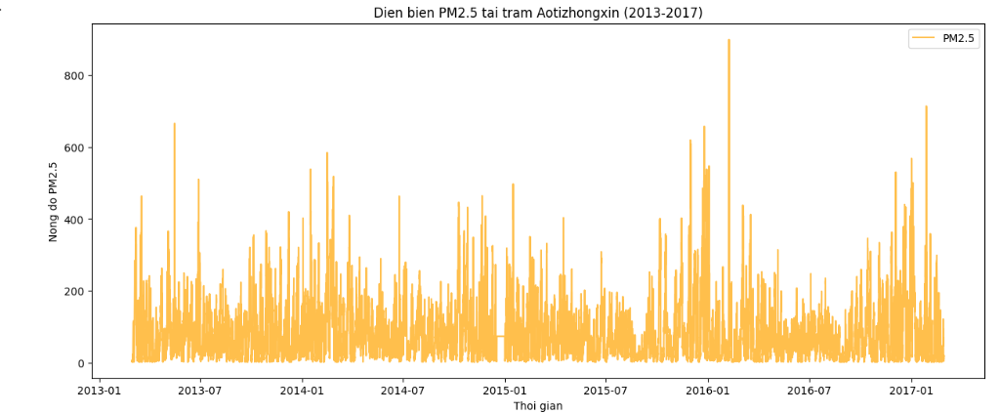 Dien bien PM2.5 tai tram Aotizhongxin (2013-2017)
PM2.5
Nong do PM2.5
800
600
400
200
0
2013-01 2013-07 2014-01 2014-07 2015-01 2015-07 2016-01 2016-07 2017-01
Thoi gian